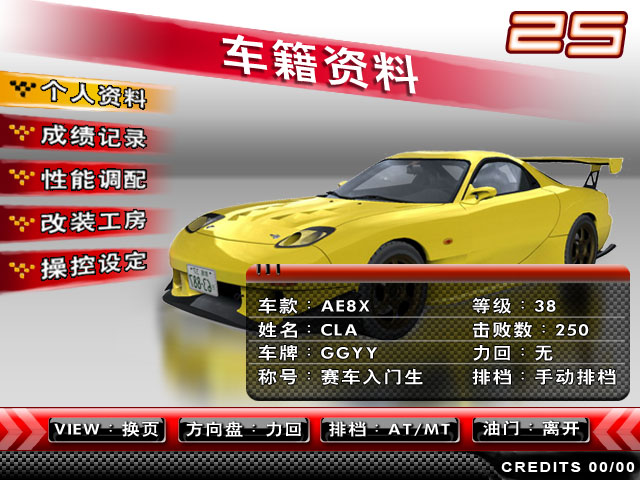 25
车籍资料
个人资料
成绩记录
性能调配
改装工房
操控设定
车款：AE8X
等级：38
姓名：CLA
击败数：250
车牌：GGYY
力回：无
称号：赛车入门生
排档：手动排档
VIEW：换页
方向盘：力回
排档：AT/MT
油门：离开
CREDITS 00/00